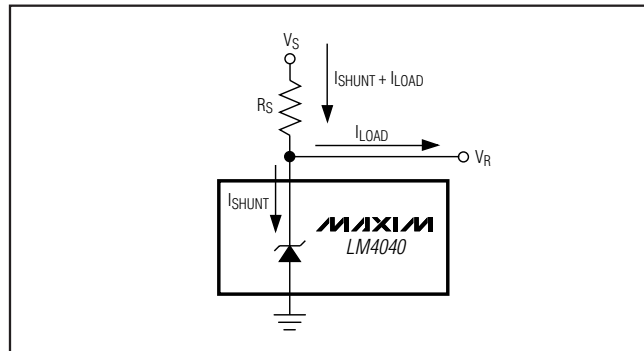 VS
ISHUNT + ILOAD
RS
ILOAD
VR
ISHUNT
MAXIM
LM4040